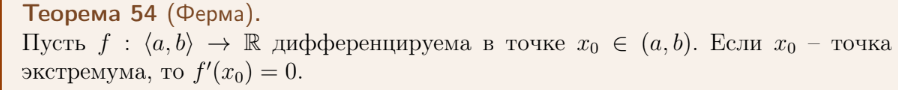 Теорема 54 (Ферма).
Пусть f : ⟨a, b⟩ → ℝ дифференцируема в точке x₀ ∈ (a, b). Если x₀ – точка
экстремума, то f′(x₀) = 0.